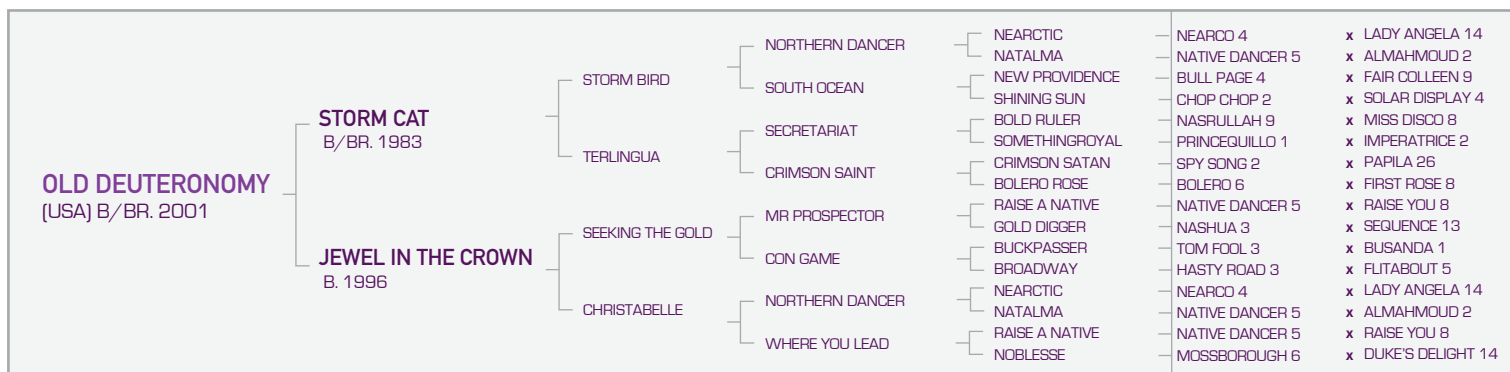 OLD DEUTERONOMY
(USA) B/BR. 2001
STORM CAT
B/BR. 1983
JEWEL IN THE CROWN
B. 1996
STORM BIRD
TERLINGUA
SEEKING THE GOLD
CHRISTABELLE
NORTHERN DANCER
SOUTH OCEAN
SECRETARIAT
CRIMSON SAINT
MR PROSPECTOR
CON GAME
NORTHERN DANCER
WHERE YOU LEAD
NEARCTIC
NATALMA
NEW PROVIDENCE
SHINING SUN
BOLD RULER
SOMETHINGROYAL
CRIMSON SATAN
BOLERO ROSE
RAISE A NATIVE
GOLD DIGGER
BUCKPASSER
BROADWAY
NEARCTIC
NATALMA
RAISE A NATIVE
NOBLESSE
NEARCO 4 x LADY ANGELA 14
NATIVE DANCER 5 x ALMAHMOUD 2
BULL PAGE 4 x FAIR COLLEEN 9
CHOP CHOP 2 x SOLAR DISPLAY 4
NASRULLAH 9 x MISS DISCO 8
PRINCEQUILLO 1 x IMPERATRICE 2
SPY SONG 2 x PAPILA 26
BOLERO 6 x FIRST ROSE 8
NATIVE DANCER 5 x RAISE YOU 8
NASHUA 3 x SEQUENCE 13
TOM FOOL 3 x BUSANDA 1
HASTY ROAD 3 x FLITABOUT 5
NEARCO 4 x LADY ANGELA 14
NATIVE DANCER 5 x ALMAHMOUD 2
NATIVE DANCER 5 x RAISE YOU 8
MOSSBOROUGH 6 x DUKE'S DELIGHT 14